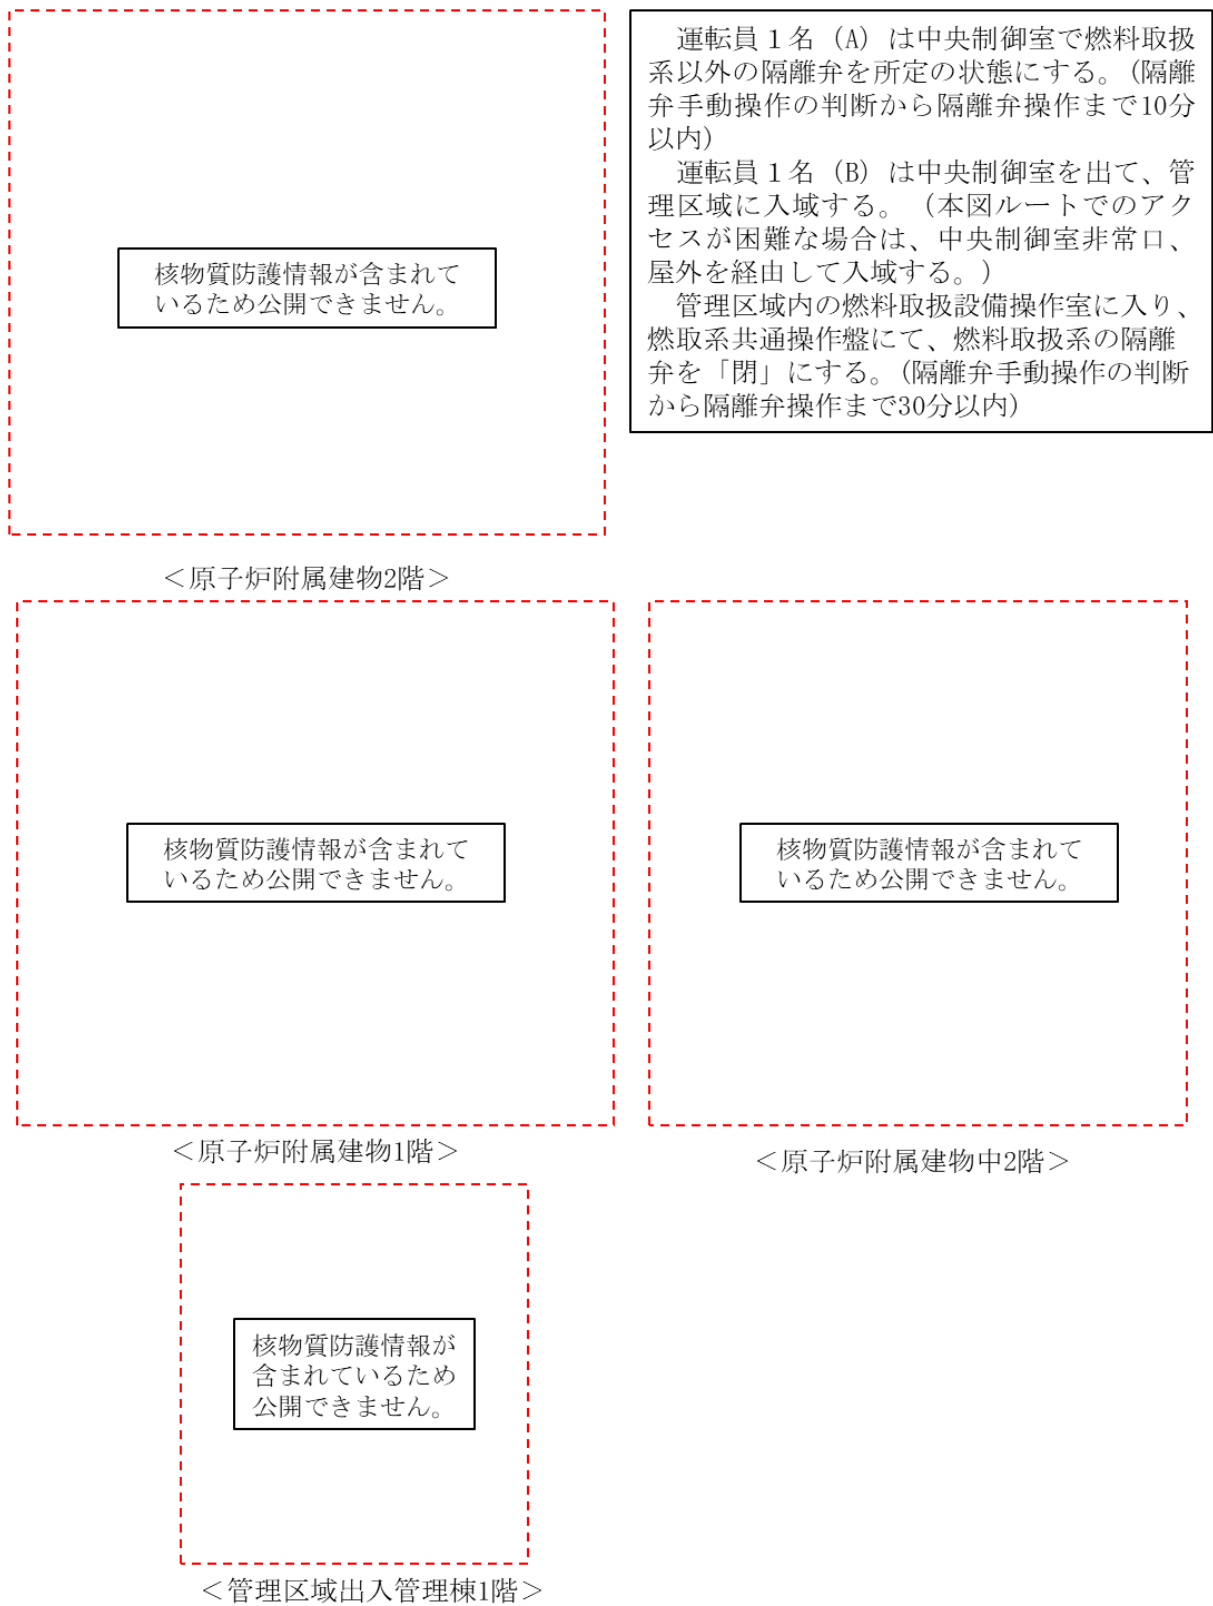 核物質防護情報が含まれて
いるため公開できません。
＜原子炉附属建物2階＞
運転員１名（A）は中央制御室で燃料取扱
系以外の隔離弁を所定の状態にする。（隔離
弁手動操作の判断から隔離弁操作まで10分
以内）
運転員１名（B）は中央制御室を出て、管
理区域に入域する。（本図ルートでのアク
セスが困難な場合は、中央制御室非常口、
屋外を経由して入域する。）
管理区域内の燃料取扱設備操作室に入り、
燃取系共通操作盤にて、燃料取扱系の隔離
弁を「閉」にする。（隔離弁手動操作の判断
から隔離弁操作まで30分以内）
核物質防護情報が含まれて
いるため公開できません。
＜原子炉附属建物1階＞
核物質防護情報が含まれて
いるため公開できません。
＜原子炉附属建物中2階＞
核物質防護情報が
含まれているため
公開できません。
＜管理区域出入管理棟1階＞